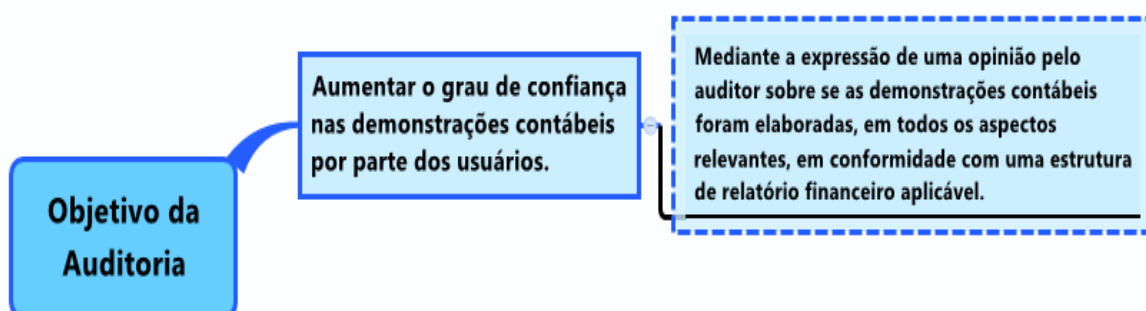 Objetivo da
Auditoria
Aumentar o grau de confiança
nas demonstrações contábeis
por parte dos usuários.
Mediante a expressão de uma opinião pelo
auditor sobre se as demonstrações contábeis
foram elaboradas, em todos os aspectos
relevantes, em conformidade com uma estrutura
de relatório financeiro aplicável.